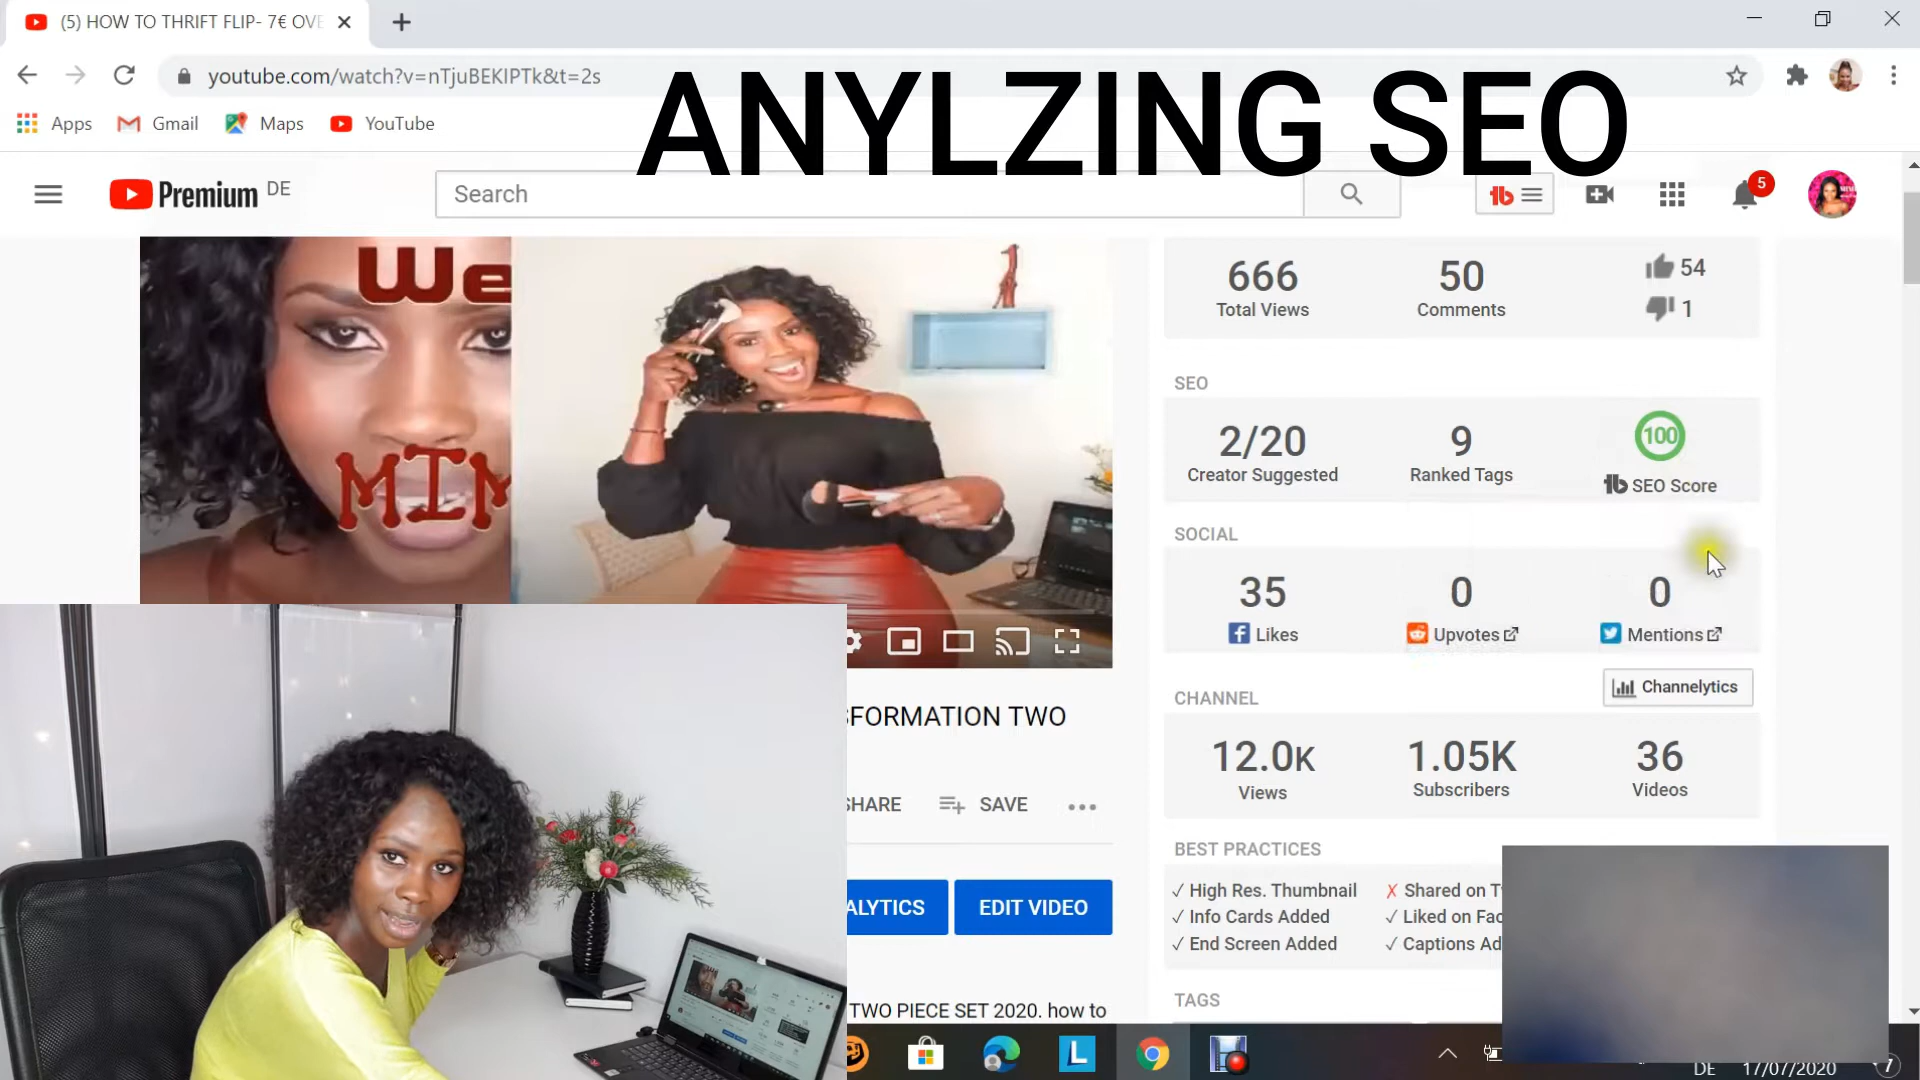 (5) HOW TO THRIFT FLIP- 7€ OVE
youtube.com/watch?v=nTjuBEKIPTk&t=2s
ANYLZING SEO
Apps
Gmail
Maps
YouTube
Premium DE
Search
5
We
MIM
666
Total Views
50
Comments
54
1
SEO
2/20
Creator Suggested
9
Ranked Tags
100
SEO Score
SOCIAL
35
Likes
0
Upvotes
0
Mentions
CHANNEL
Channelytics
12.0K
Views
1.05K
Subscribers
36
Videos
SFORMATION TWO
SHARE
SAVE
ALYTICS
EDIT VIDEO
BEST PRACTICES
✓ High Res. Thumbnail
✗ Shared on T
✓ Info Cards Added
✓ Liked on Fac
✓ End Screen Added
✓ Captions Ad
TAGS
TWO PIECE SET 2020. how to
L
DE
17/07/2020
7